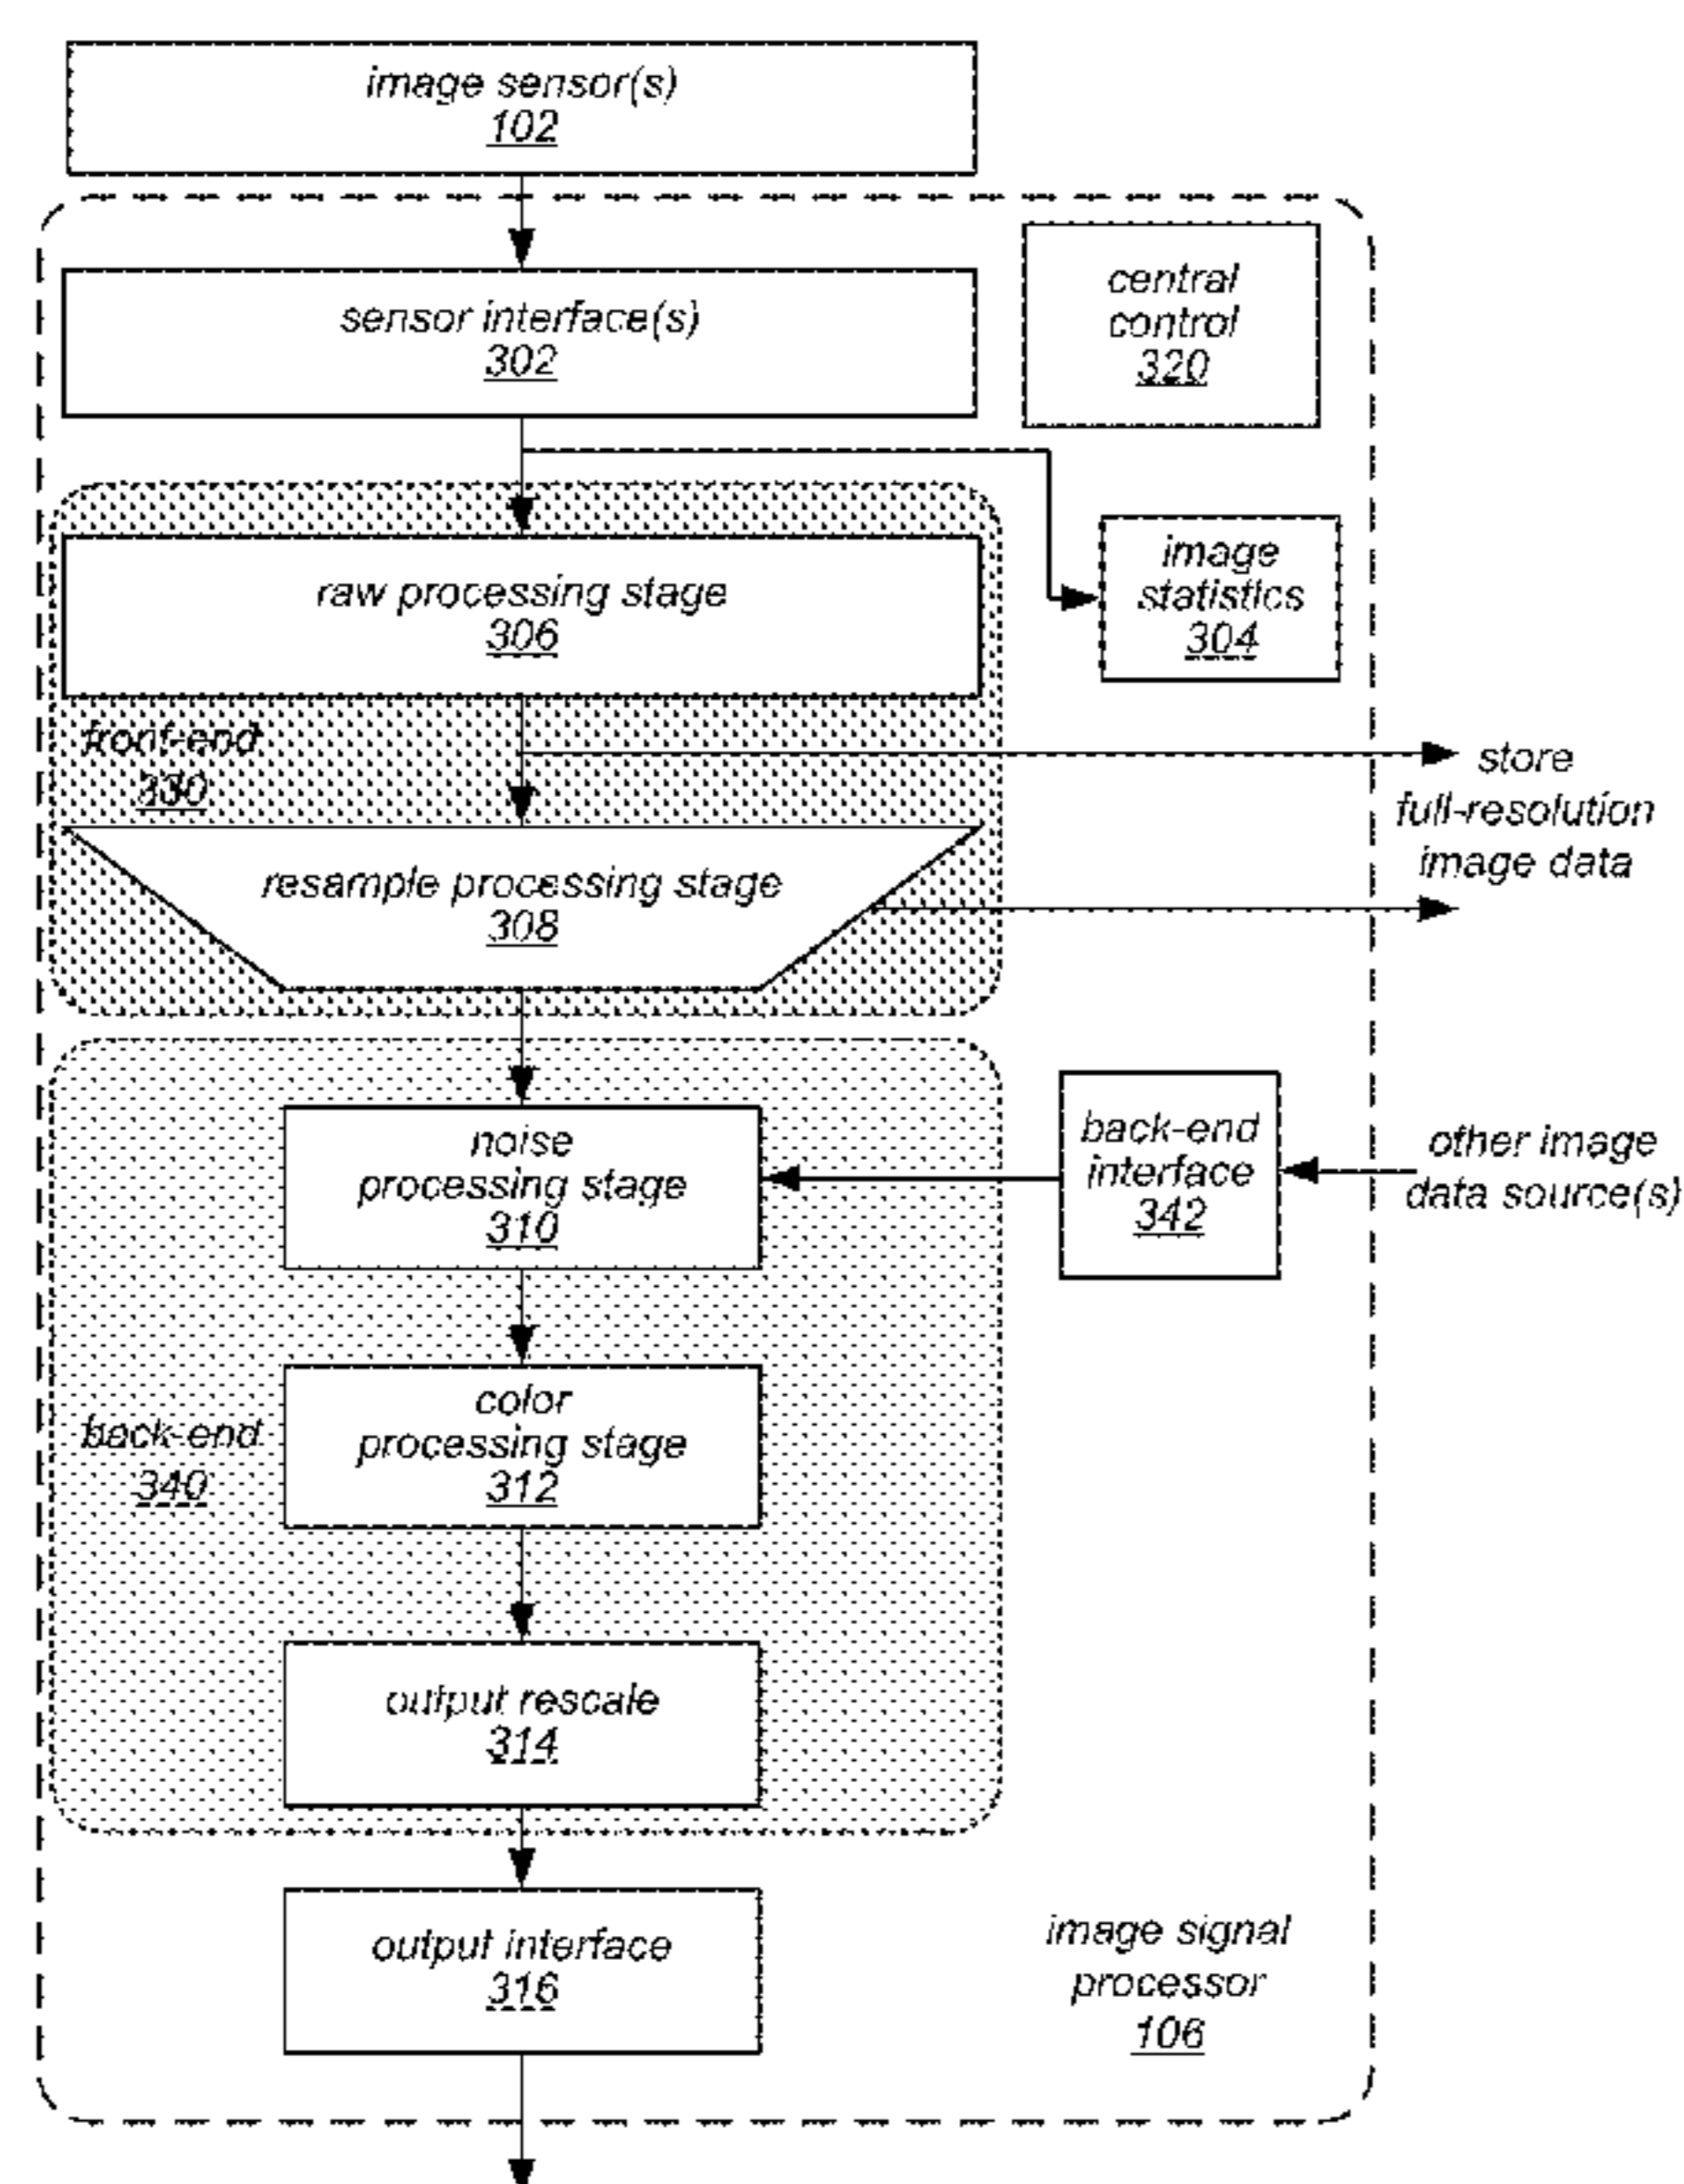 image sensor(s)
102
sensor interface(s)
302
central
control
320
raw processing stage
306
image
statistics
304
front-end
330
store
full-resolution
image data
resample processing stage
308
noise
processing stage
310
back-end
interface
342
other image
data source(s)
color
processing stage
312
back-end
340
output rescale
314
output interface
316
image signal
processor
106